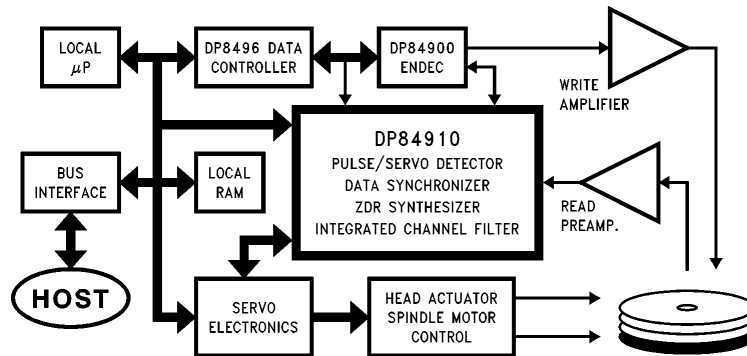 LOCAL
μP
DP8496 DATA
CONTROLLER
DP84900
ENDEC
WRITE
AMPLIFIER
DP84910
PULSE/SERVO DETECTOR
DATA SYNCHRONIZER
ZDR SYNTHESIZER
INTEGRATED CHANNEL FILTER
BUS
INTERFACE
LOCAL
RAM
READ
PREAMP.
HOST
SERVO
ELECTRONICS
HEAD ACTUATOR
SPINDLE MOTOR
CONTROL